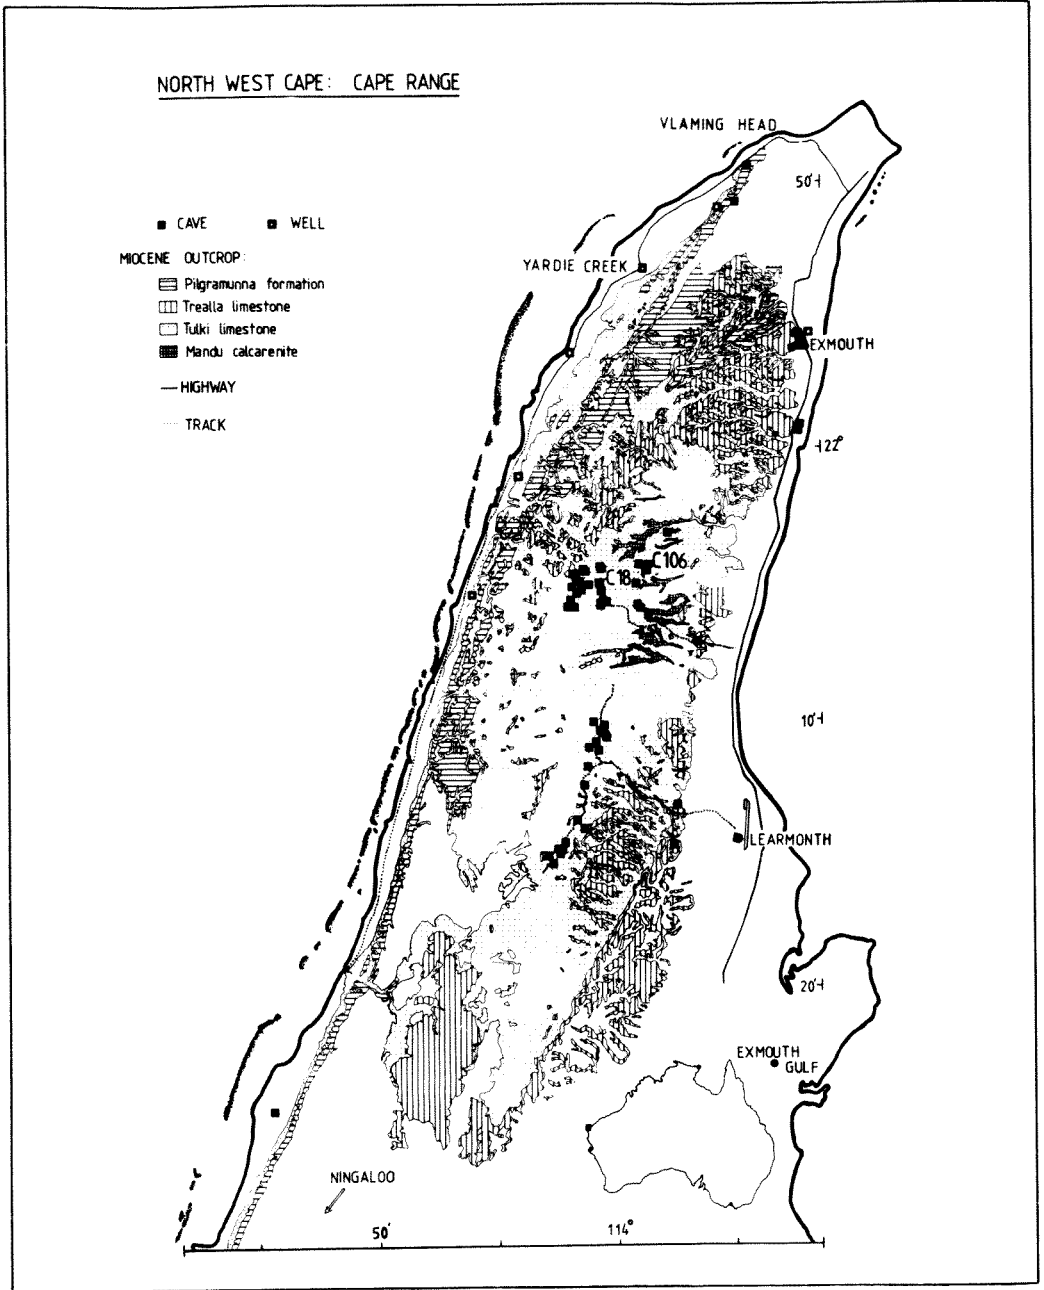 NORTH WEST CAPE: CAPE RANGE
VLAMING HEAD
50'
CAVE
WELL
MIOCENE OUTCROP:
YARDIE CREEK
Pilgramunna formation
Trealla limestone
Tulki limestone
EXMOUTH
Mandu calcarenite
HIGHWAY
TRACK
22°
C106
C18
10'
LEARMONTH
20'
EXMOUTH
GULF
NINGALOO
50'
114°